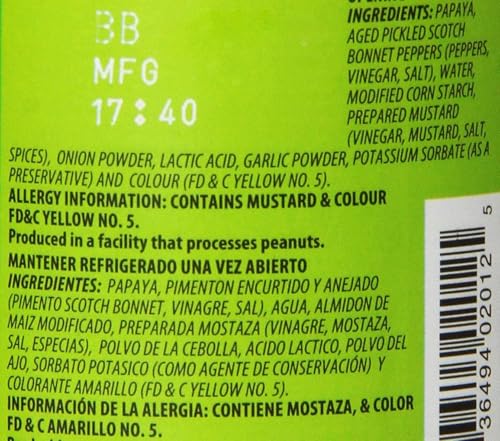 BB
MFG
17:40
INGREDIENTS: PAPAYA,
AGED PICKLED SCOTCH
BONNET PEPPERS (PEPPERS,
VINEGAR, SALT), WATER,
MODIFIED CORN STARCH,
PREPARED MUSTARD
(VINEGAR, MUSTARD, SALT,
SPICES), ONION POWDER, LACTIC ACID, GARLIC POWDER, POTASSIUM SORBATE (AS A
PRESERVATIVE) AND COLOUR (FD & C YELLOW NO. 5).
ALLERGY INFORMATION: CONTAINS MUSTARD & COLOUR
FD&C YELLOW NO. 5.
Produced in a facility that processes peanuts.
MANTENER REFRIGERADO UNA VEZ ABIERTO
INGREDIENTES: PAPAYA, PIMENTON ENCURTIDO Y ANEJADO
(PIMENTO SCOTCH BONNET, VINAGRE, SAL), AGUA, ALMIDON DE
MAIZ MODIFICADO, PREPARADA MOSTAZA (VINAGRE, MOSTAZA,
SAL, ESPECIAS), POLVO DE LA CEBOLLA, ACIDO LACTICO, POLVO DEL
AJO, SORBATO POTASICO (COMO AGENTE DE CONSERVACIÓN) Y
COLORANTE AMARILLO (FD & C YELLOW NO. 5).
INFORMACIÓN DE LA ALERGIA: CONTIENE MOSTAZA, & COLOR
FD & C AMARILLO NO. 5.
36494 02012 5